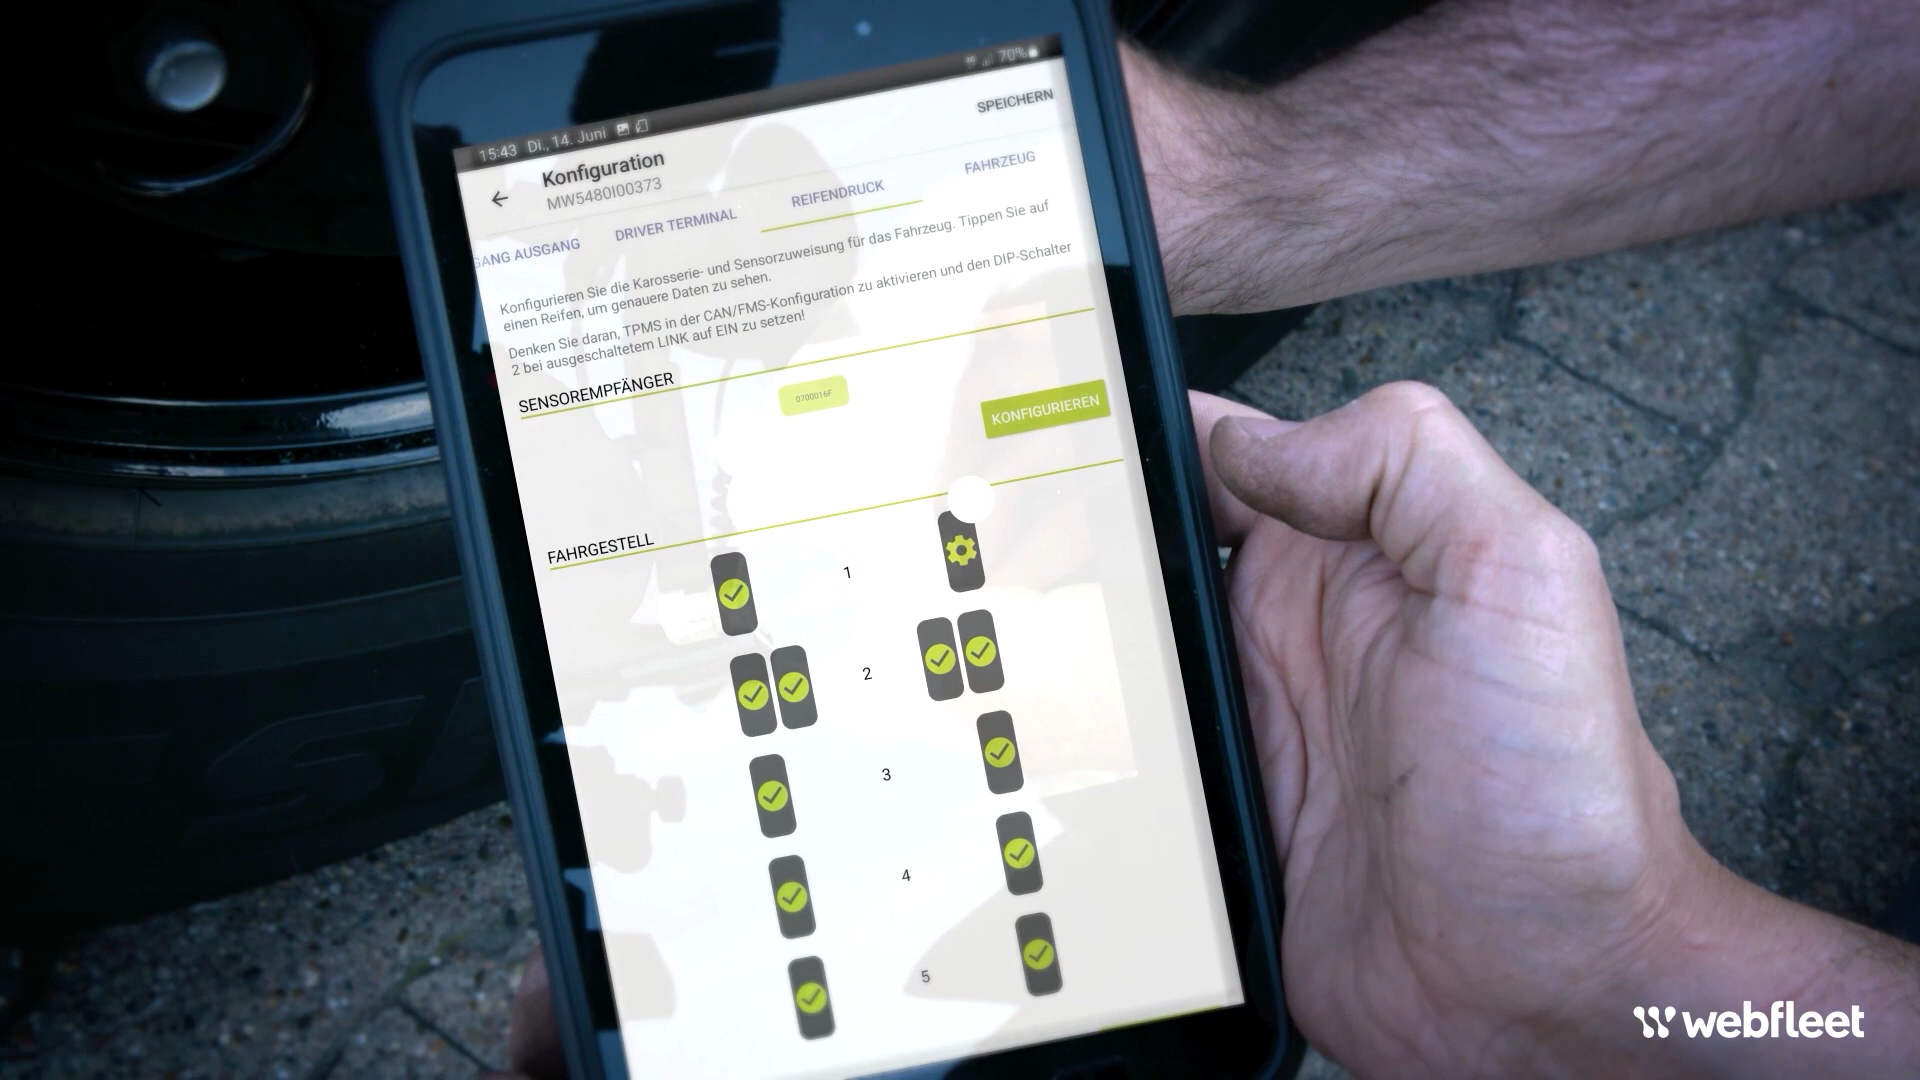 70%
15:43 Di., 14. Juni
SPEICHERN
Konfiguration
MW5480I00373
GANG AUSGANG
DRIVER TERMINAL
REIFENDRUCK
FAHRZEUG
Konfigurieren Sie die Karosserie- und Sensorzuweisung für das Fahrzeug. Tippen Sie auf
einen Reifen, um genauere Daten zu sehen.
Denken Sie daran, TPMS in der CAN/FMS-Konfiguration zu aktivieren und den DIP-Schalter
2 bei ausgeschaltetem LINK auf EIN zu setzen!
SENSOREMPFÄNGER
0700016F
KONFIGURIEREN
FAHRGESTELL
1
2
3
4
5
webfleet